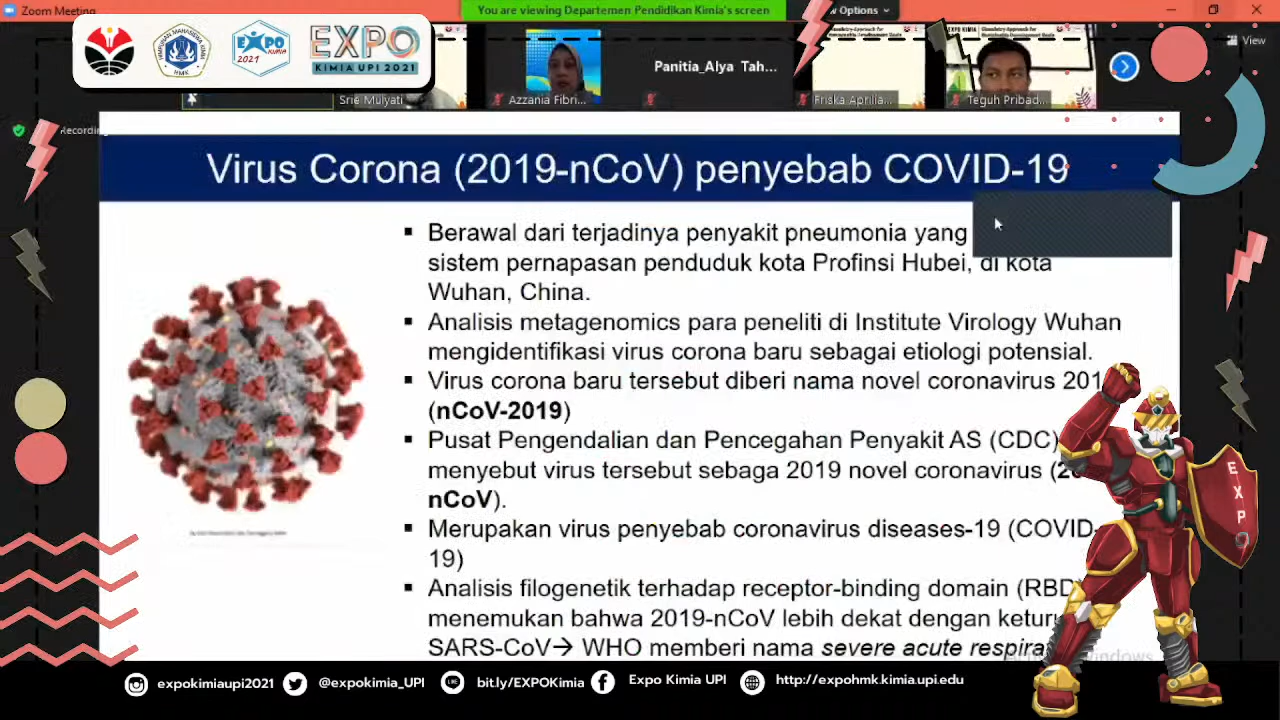 Zoom Meeting
You are viewing Departemen Pendidikan Kimia's screen
Options
View
HMK
EXPO
KIMIA
2021
EXPO
KIMIA UPI 2021
Srie Mulyati
Azzania Fibri...
Panitia_Alya Tah...
Friska Aprilia...
Teguh Pribad...
Recording
Virus Corona (2019-nCoV) penyebab COVID-19
▪ Berawal dari terjadinya penyakit pneumonia yang
sistem pernapasan penduduk kota Profinsi Hubei, di kota
Wuhan, China.
▪ Analisis metagenomics para peneliti di Institute Virology Wuhan
mengidentifikasi virus corona baru sebagai etiologi potensial.
▪ Virus corona baru tersebut diberi nama novel coronavirus 201
(nCoV-2019)
▪ Pusat Pengendalian dan Pencegahan Penyakit AS (CDC)
menyebut virus tersebut sebaga 2019 novel coronavirus (20
nCoV).
▪ Merupakan virus penyebab coronavirus diseases-19 (COVID-
19)
▪ Analisis filogenetik terhadap receptor-binding domain (RBD)
menemukan bahwa 2019-nCoV lebih dekat dengan ketur
SARS-CoV→ WHO memberi nama severe acute respira
EXPO
expokimiaupi2021
@expokimia_UPI
bit.ly/EXPOKimia
Expo Kimia UPI
http://expohmk.kimia.upi.edu